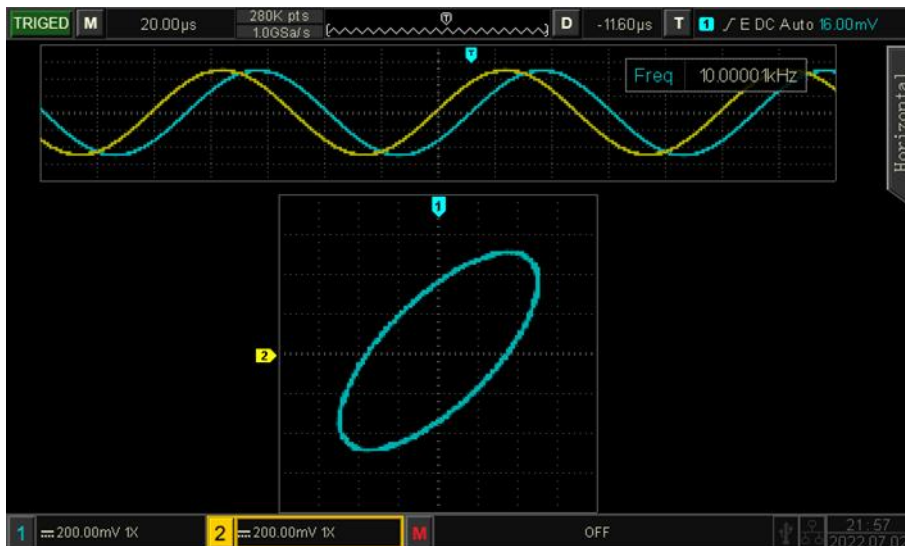 TRIGED M 20.00μs 280K pts D -11.60μs T 1 E DC Auto 16.00mV
1.0GSa/s
T
Freq 10.00001kHz
Horizontal
1
2
1 200.00mV 1X 2 200.00mV 1X M OFF 21:57
2022.07.02